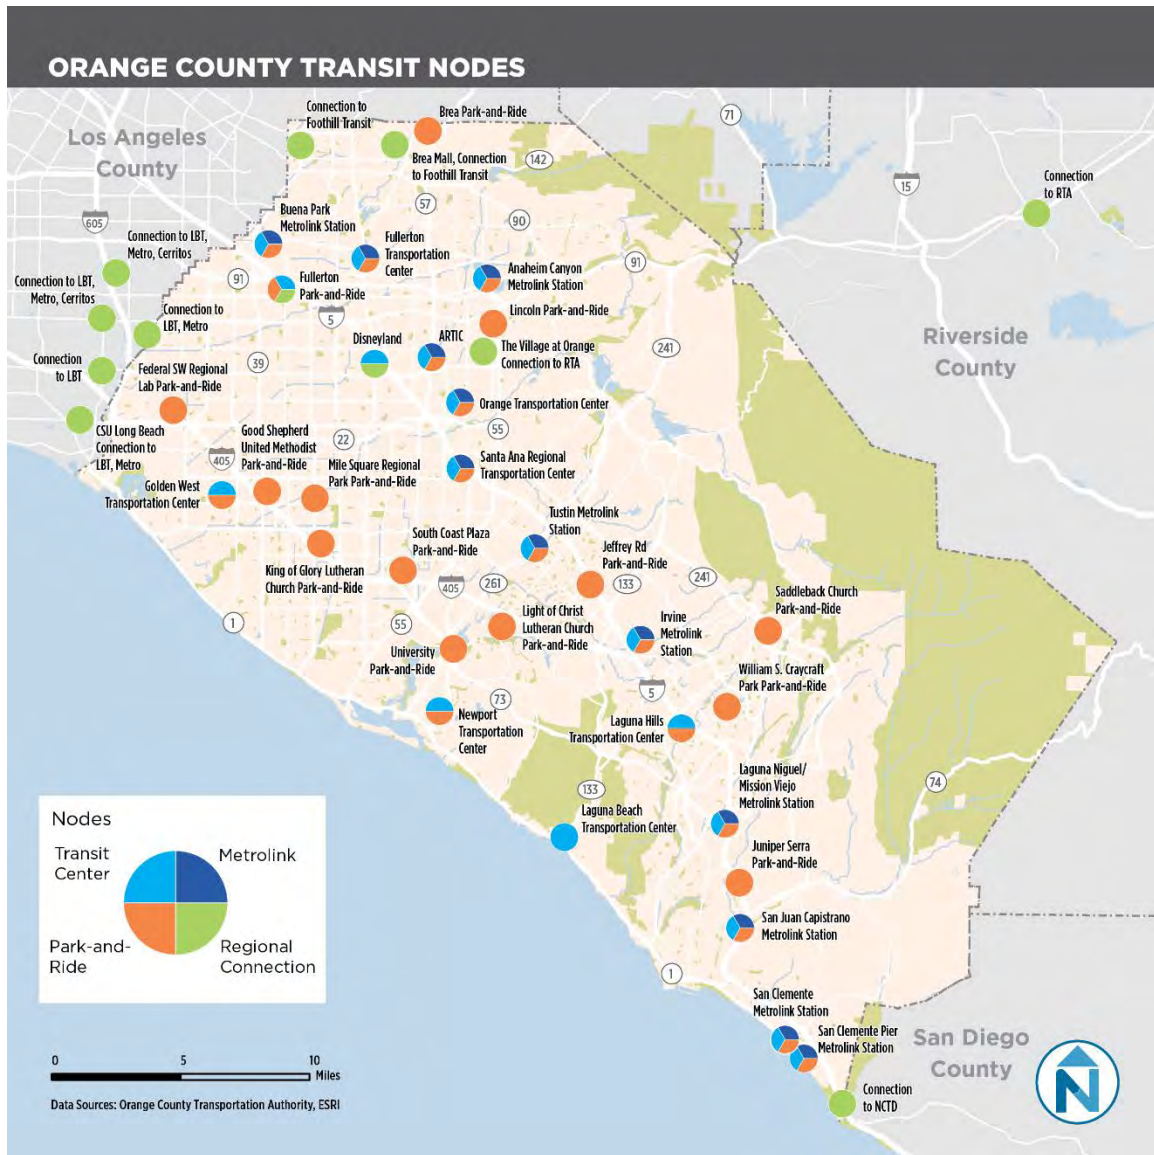 ORANGE COUNTY TRANSIT NODES
Connection to
Foothill Transit
Brea Park-and-Ride
Los Angeles
County
71
Brea Mall, Connection
to Foothill Transit
142
15
Connection
to RTA
57
605
Buena Park
Metrolink Station
90
Connection to LBT,
Metro, Cerritos
Fullerton
Transportation
Center
91
Anaheim Canyon
Metrolink Station
91
Connection to LBT,
Metro, Cerritos
Fullerton
Park-and-Ride
5
Connection to
LBT, Metro
Lincoln Park-and-Ride
Riverside
County
Disneyland
ARTIC
The Village at Orange
Connection to RTA
241
Connection
to LBT
39
Federal SW Regional
Lab Park-and-Ride
Orange Transportation Center
CSU Long Beach
Connection to
LBT, Metro
Good Shepherd
United Methodist
Park-and-Ride
22
55
405
Mile Square Regional
Park Park-and-Ride
Santa Ana Regional
Transportation Center
Golden West
Transportation Center
Tustin Metrolink
Station
South Coast Plaza
Park-and-Ride
Jeffrey Rd
Park-and-Ride
King of Glory Lutheran
Church Park-and-Ride
405
261
133
241
Saddleback Church
Park-and-Ride
1
55
Light of Christ
Lutheran Church
Park-and-Ride
Irvine
Metrolink
Station
University
Park-and-Ride
William S. Craycraft
Park Park-and-Ride
5
73
Newport
Transportation
Center
Laguna Hills
Transportation Center
Laguna Niguel/
Mission Viejo
Metrolink Station
74
133
Laguna Beach
Transportation Center
Juniper Serra
Park-and-Ride
San Juan Capistrano
Metrolink Station
1
San Clemente
Metrolink Station
San Clemente Pier
Metrolink Station
San Diego
County
Connection
to NCTD
N
Nodes
Transit
Center
Metrolink
Park-and-
Ride
Regional
Connection
0 5 10
Miles
Data Sources: Orange County Transportation Authority, ESRI